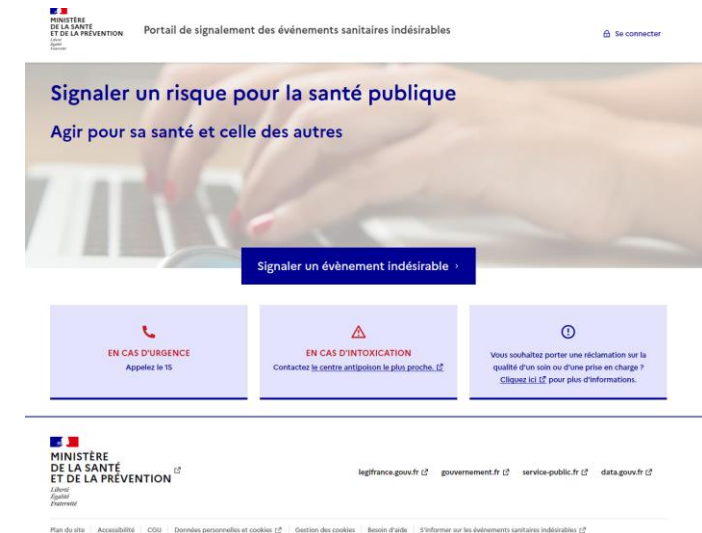 MINISTÈRE
DE LA SANTÉ
ET DE LA PRÉVENTION
Liberté
Égalité
Fraternité
Portail de signalement des événements sanitaires indésirables
Se connecter
Signaler un risque pour la santé publique
Agir pour sa santé et celle des autres
Signaler un évènement indésirable ›
EN CAS D'URGENCE
Appelez le 15
EN CAS D'INTOXICATION
Contactez le centre antipoison le plus proche.
Vous souhaitez porter une réclamation sur la
qualité d'un soin ou d'une prise en charge ?
Cliquez ici pour plus d'informations.
MINISTÈRE
DE LA SANTÉ
ET DE LA PRÉVENTION
Liberté
Égalité
Fraternité
legifrance.gouv.fr gouvernement.fr service-public.fr data.gouv.fr
Plan du site Accessibilité CGU Données personnelles et cookies Gestion des cookies Besoin d'aide S'informer sur les événements sanitaires indésirables